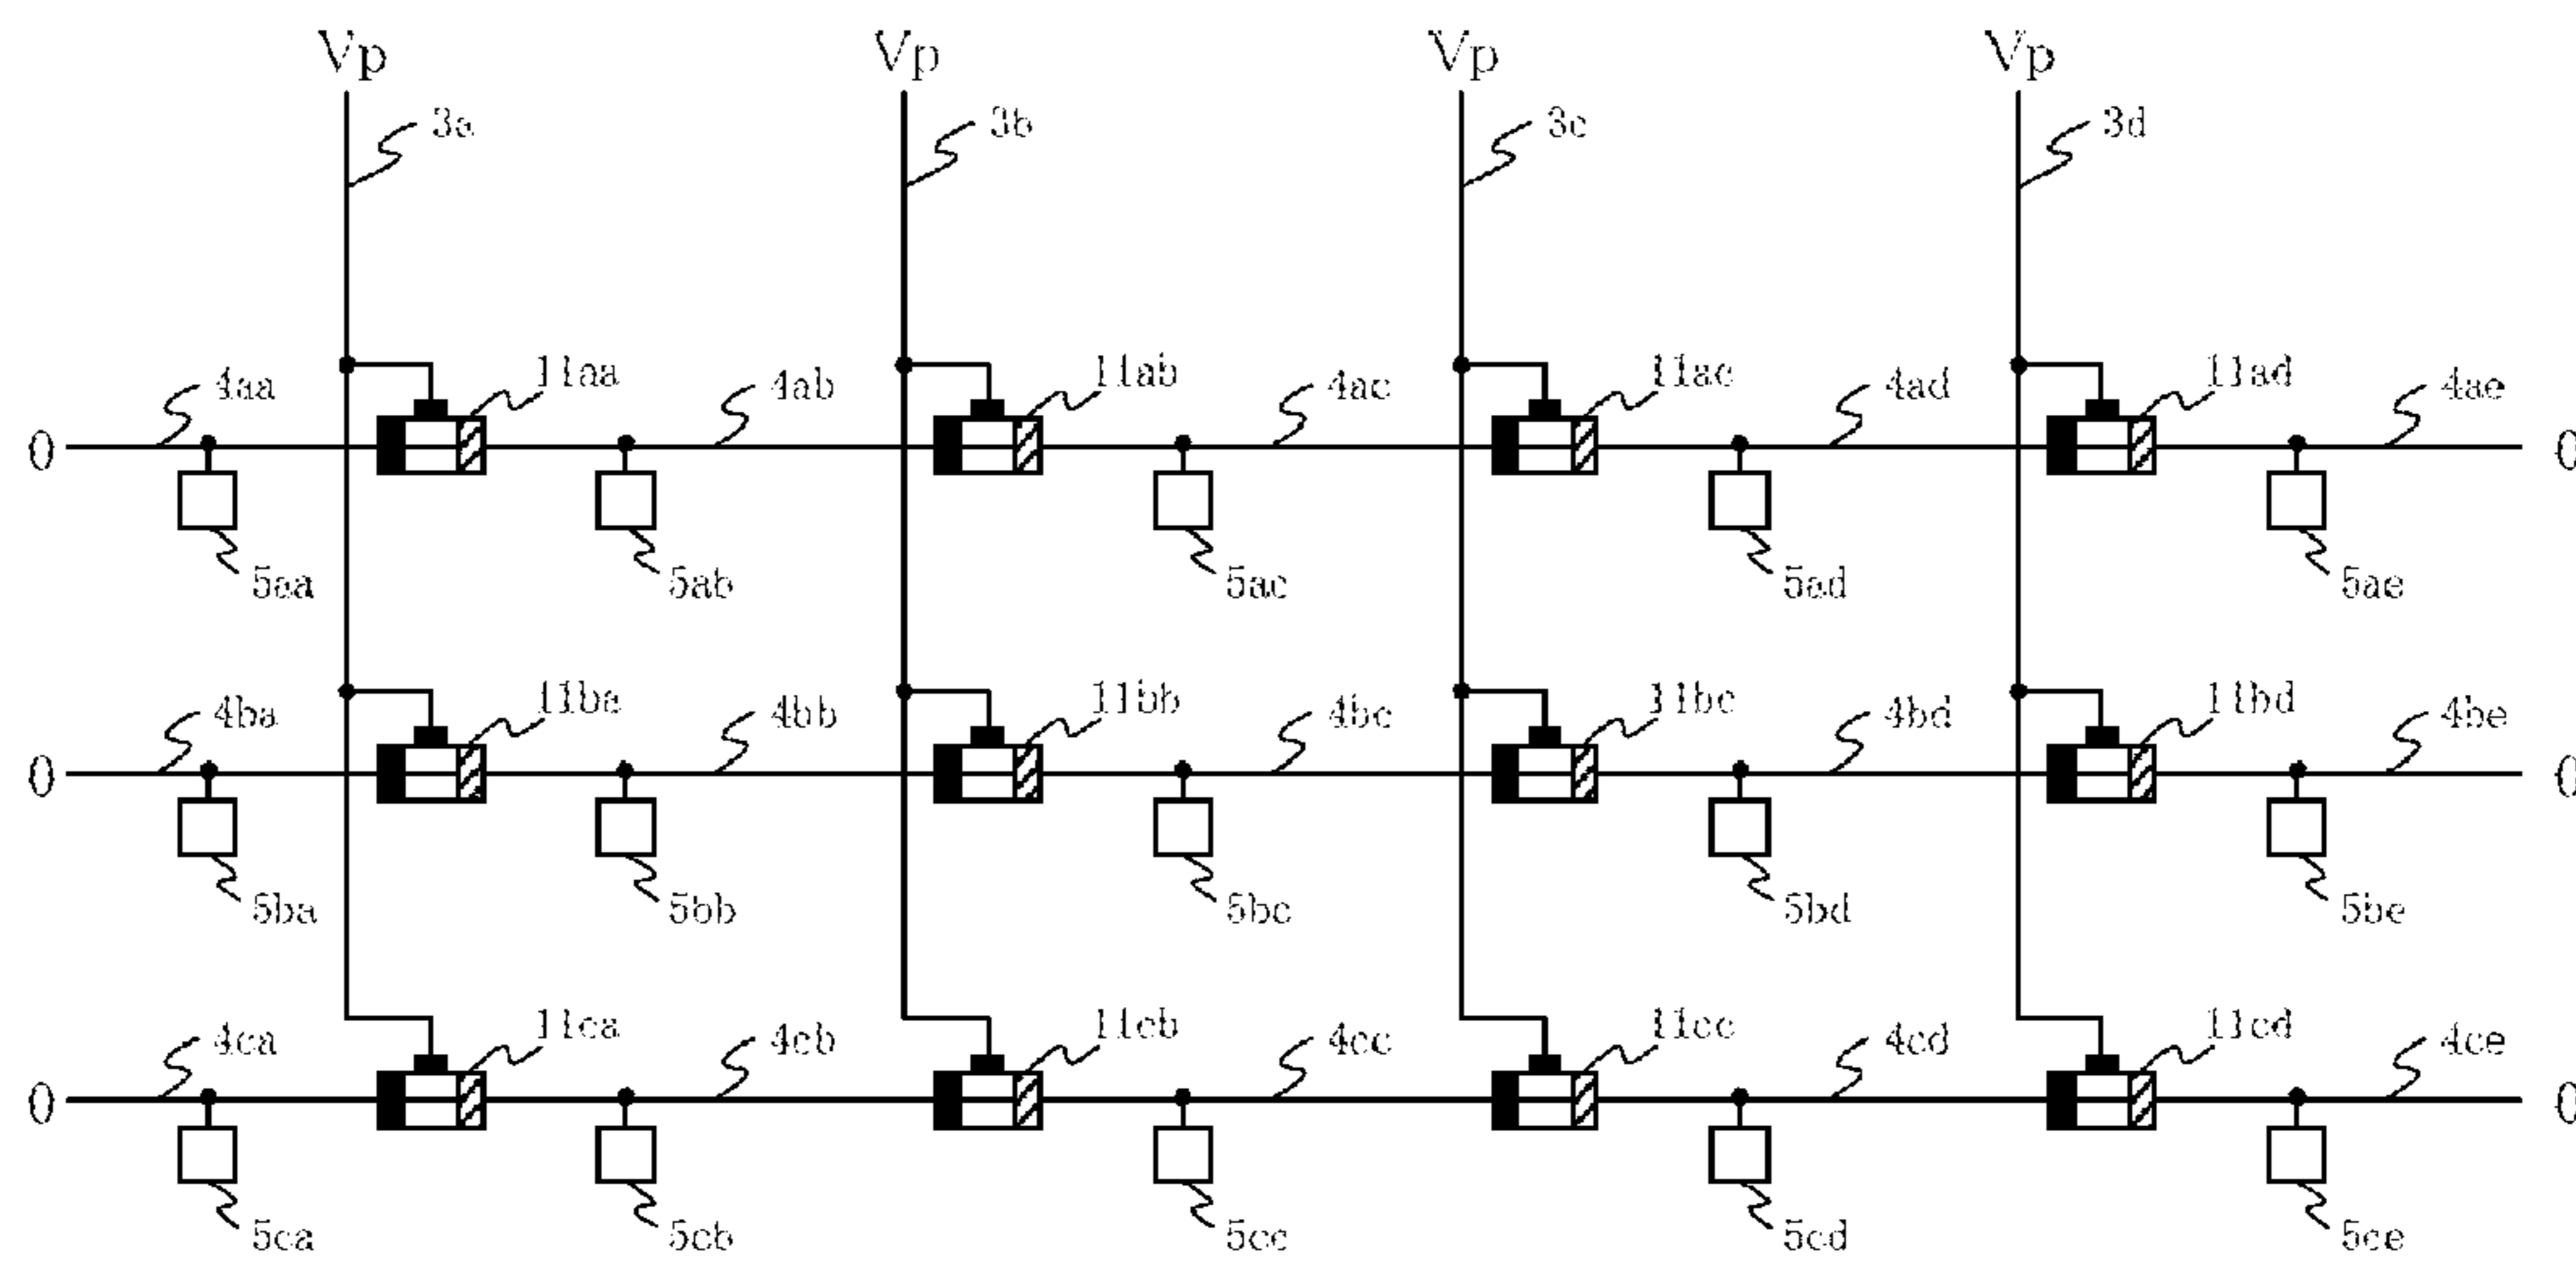 Vp Vp Vp Vp
3a 3b 3c 3d
4aa 11aa 4ab 11ab 4ac 11ac 4ad 11ad 4ae
0 0
5aa 5ab 5ac 5ad 5ae
4ba 11ba 4bb 11bb 4bc 11bc 4bd 11bd 4be
0 0
5ba 5bb 5bc 5bd 5be
4ca 11ca 4cb 11cb 4cc 11cc 4cd 11cd 4ce
0 0
5ca 5cb 5cc 5cd 5ce